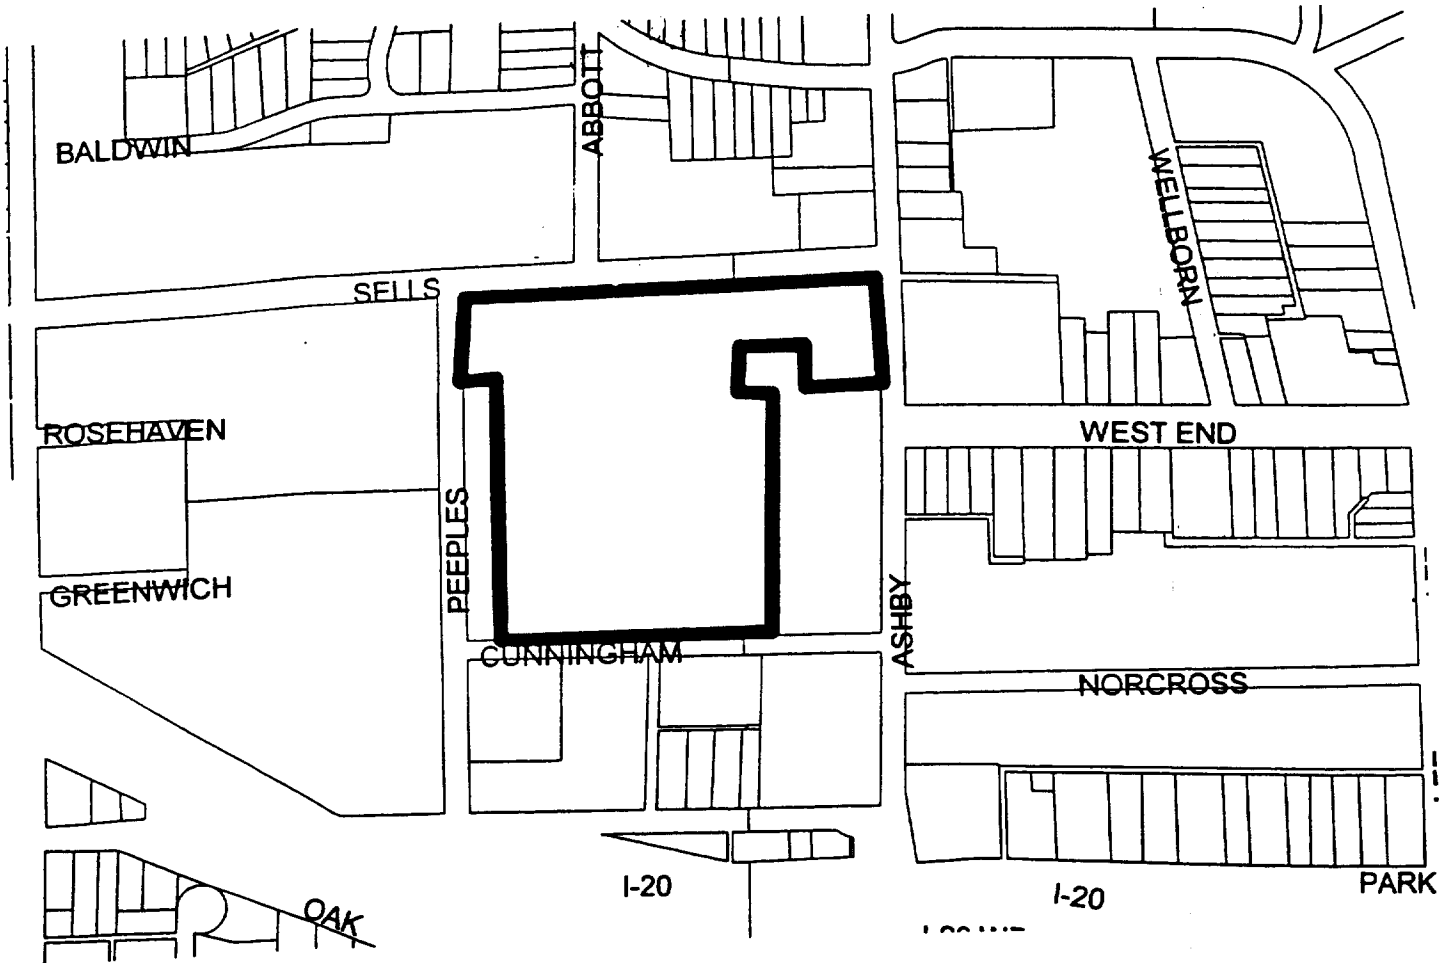 ABBOTT
BALDWIN
WELLBORN
SELLS
ROSEHAVEN
WEST END
PEEPLES
GREENWICH
ASHBY
CUNNINGHAM
NORCROSS
I-20
I-20
PARK
OAK